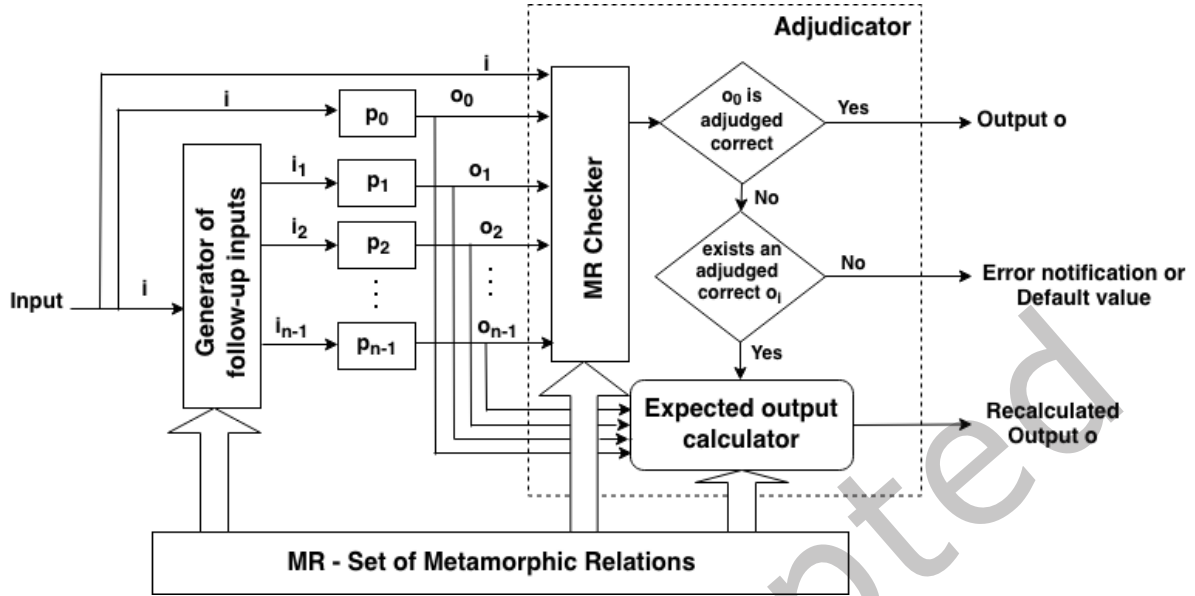 Adjudicator
i
i
p0
o0
o0 is
adjudged
correct
Yes
Output o
Generator of
follow-up inputs
i1
p1
o1
MR Checker
No
i2
p2
o2
exists an
adjudged
correct oi
No
Error notification or
Default value
Input
i
in-1
pn-1
on-1
Yes
Expected output
calculator
Recalculated
Output o
MR - Set of Metamorphic Relations
pted